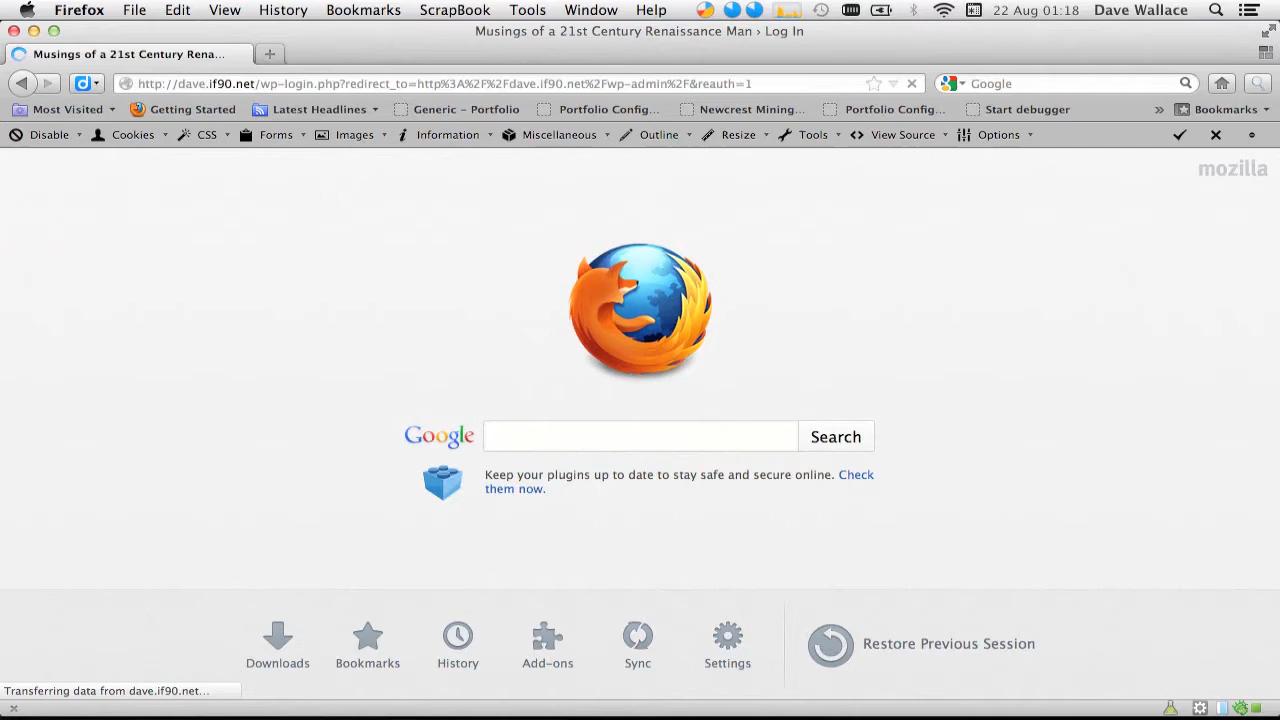 Firefox File Edit View History Bookmarks ScrapBook Tools Window Help 22 Aug 01:18 Dave Wallace
Musings of a 21st Century Renaissance Man › Log In
Musings of a 21st Century Rena...
http://dave.if90.net/wp-login.php?redirect_to=http%3A%2F%2Fdave.if90.net%2Fwp-admin%2F&reauth=1 Google
Most Visited Getting Started Latest Headlines Generic – Portfolio Portfolio Config... Newcrest Mining... Portfolio Config... Start debugger » Bookmarks
Disable Cookies CSS Forms Images Information Miscellaneous Outline Resize Tools View Source Options
mozilla
Google Search
Keep your plugins up to date to stay safe and secure online. Check
them now.
Downloads Bookmarks History Add-ons Sync Settings Restore Previous Session
Transferring data from dave.if90.net...